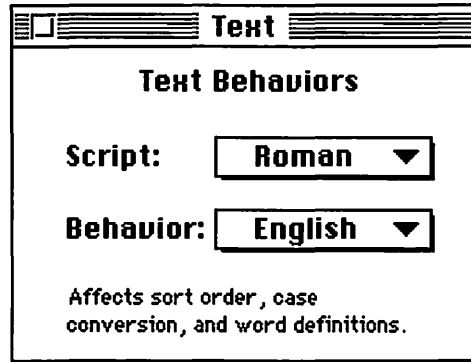 Text
Text Behaviors
Script: Roman
Behavior: English
Affects sort order, case
conversion, and word definitions.